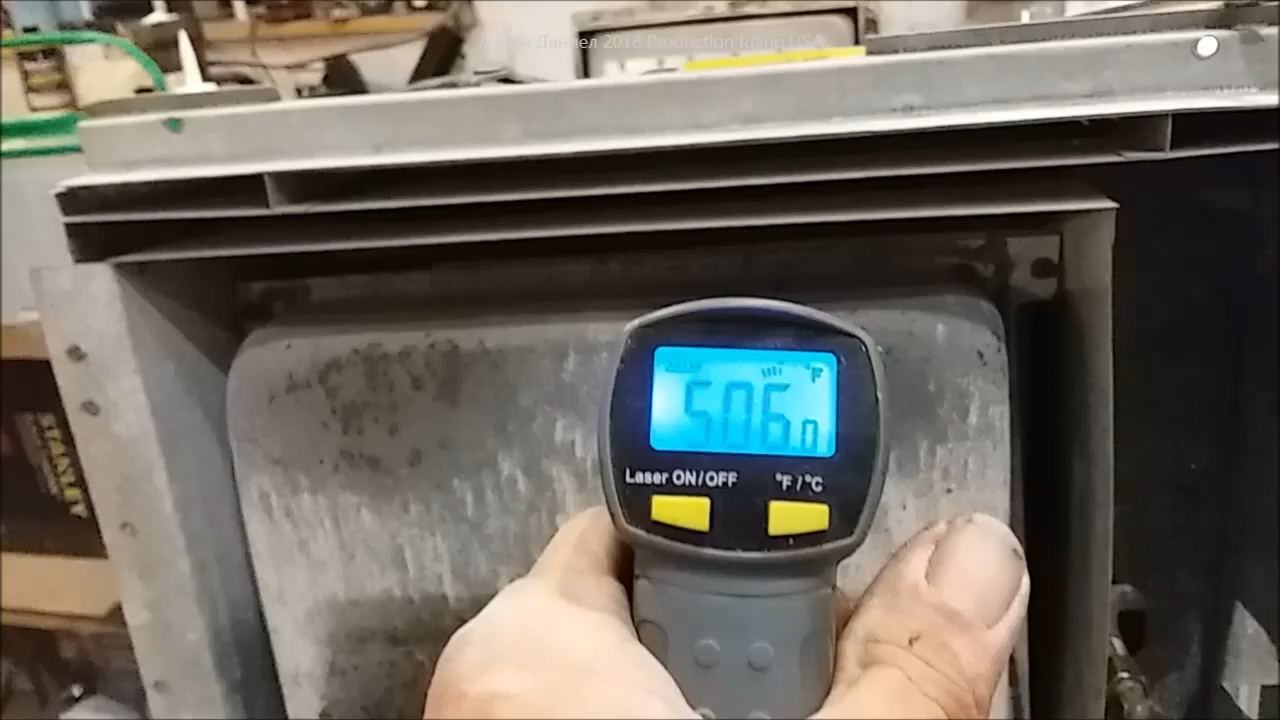 Даниел 2018 Production Idaho USA
°F
506.0
Laser ON/OFF °F/°C
STANLEY